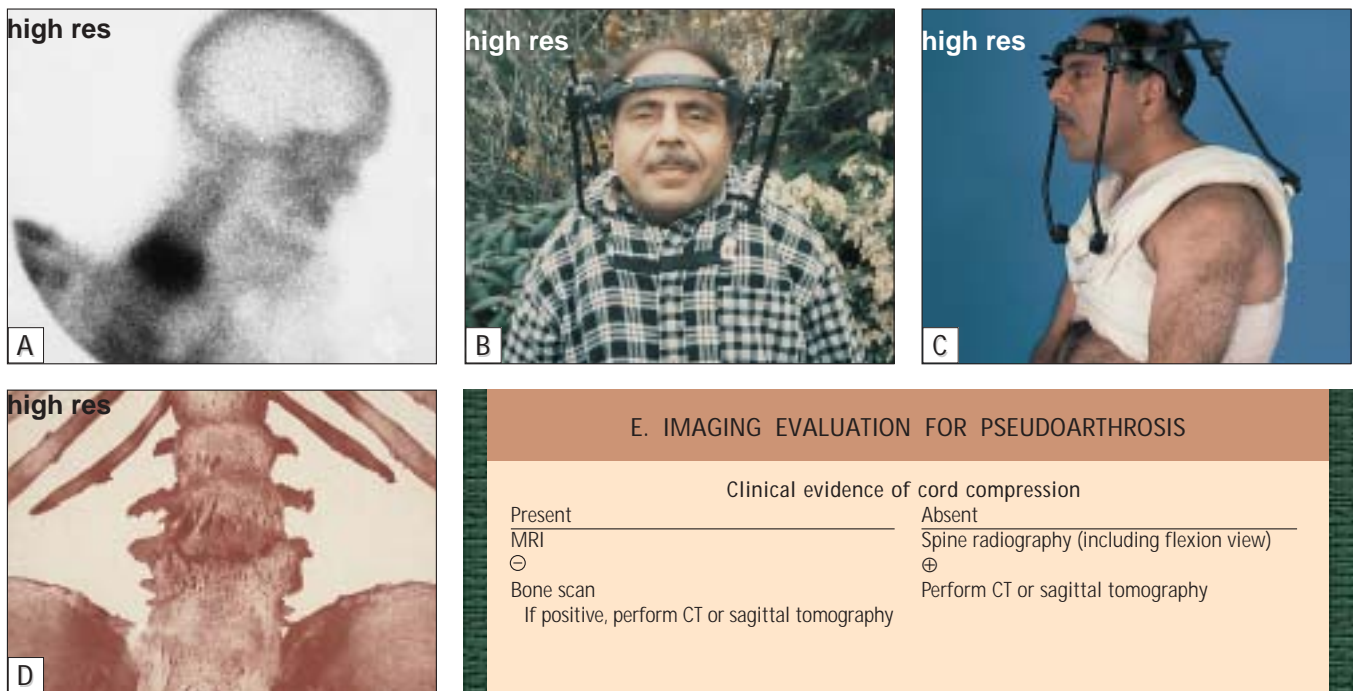 high res
A
high res
B
high res
C
high res
D
E. IMAGING EVALUATION FOR PSEUDOARTHROSIS
Clinical evidence of cord compression
Present
Absent
MRI
Spine radiography (including flexion view)
⊖
⊕
Bone scan
Perform CT or sagittal tomography
If positive, perform CT or sagittal tomography